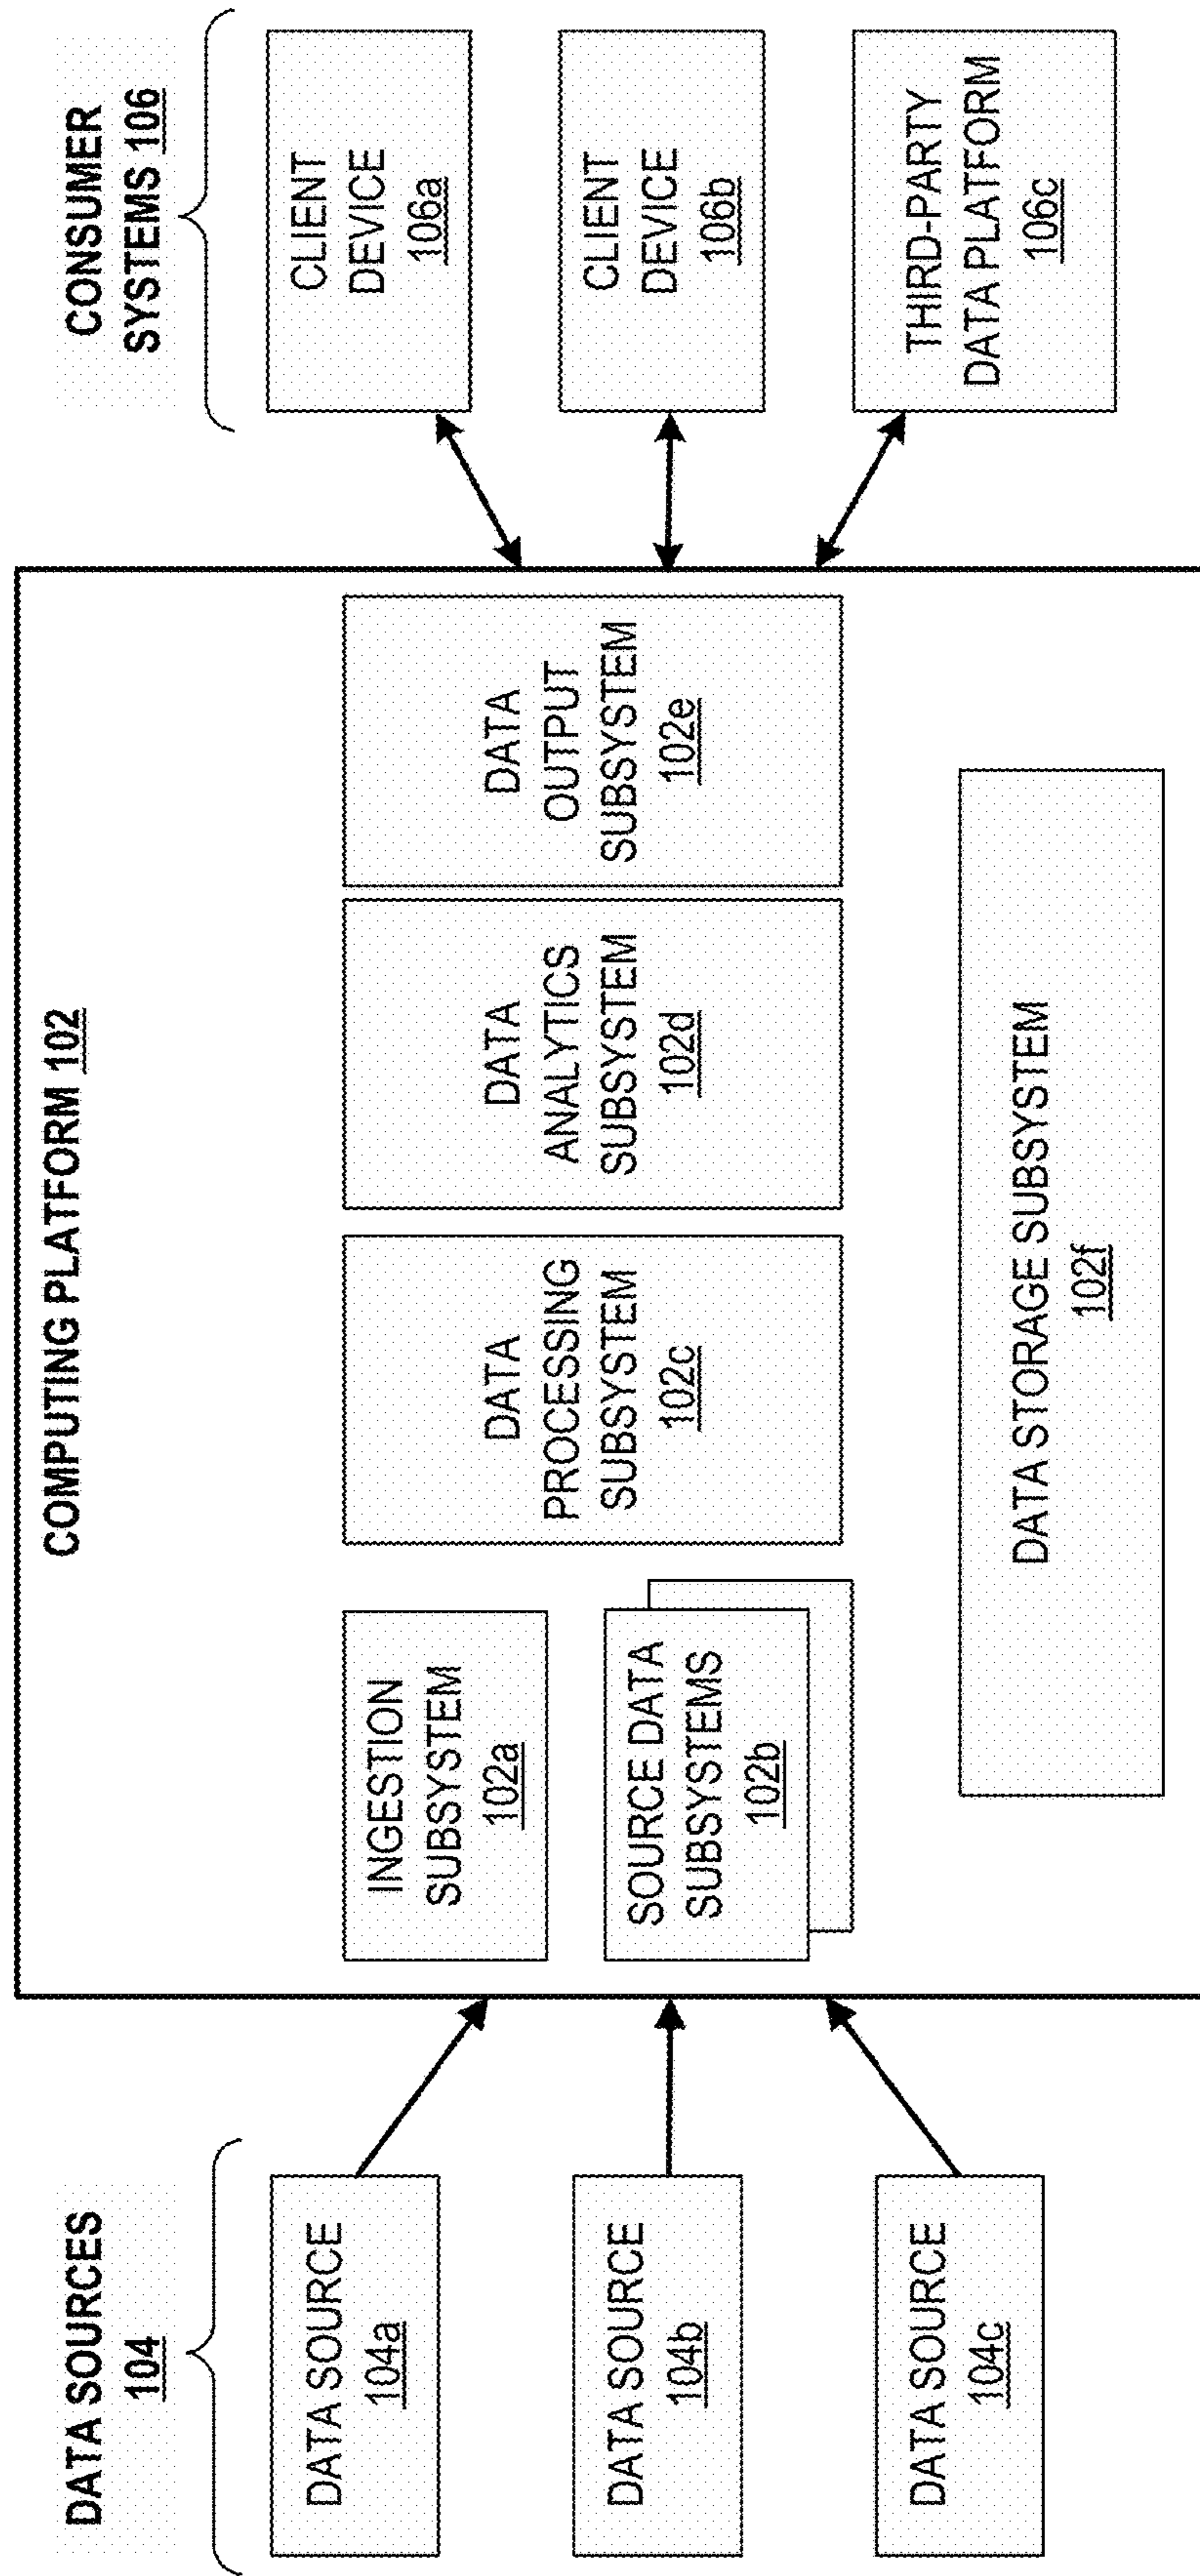 DATA SOURCES
104
DATA SOURCE
104a
DATA SOURCE
104b
DATA SOURCE
104c
COMPUTING PLATFORM 102
INGESTION
SUBSYSTEM
102a
SOURCE DATA
SUBSYSTEMS
102b
DATA
PROCESSING
SUBSYSTEM
102c
DATA
ANALYTICS
SUBSYSTEM
102d
DATA
OUTPUT
SUBSYSTEM
102e
DATA STORAGE SUBSYSTEM
102f
CONSUMER
SYSTEMS 106
CLIENT
DEVICE
106a
CLIENT
DEVICE
106b
THIRD-PARTY
DATA PLATFORM
106c